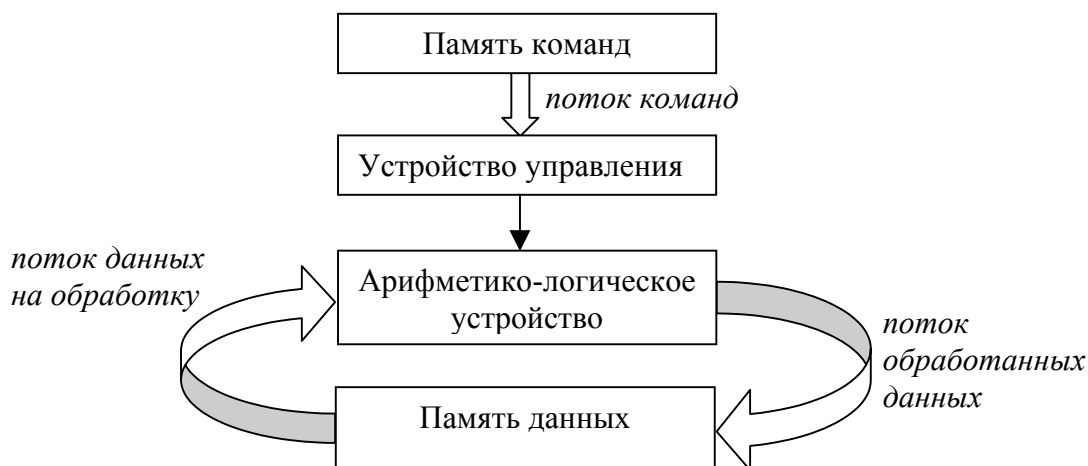 Память команд
поток команд
Устройство управления
поток данных
на обработку
Арифметико-логическое
устройство
поток
обработанных
данных
Память данных